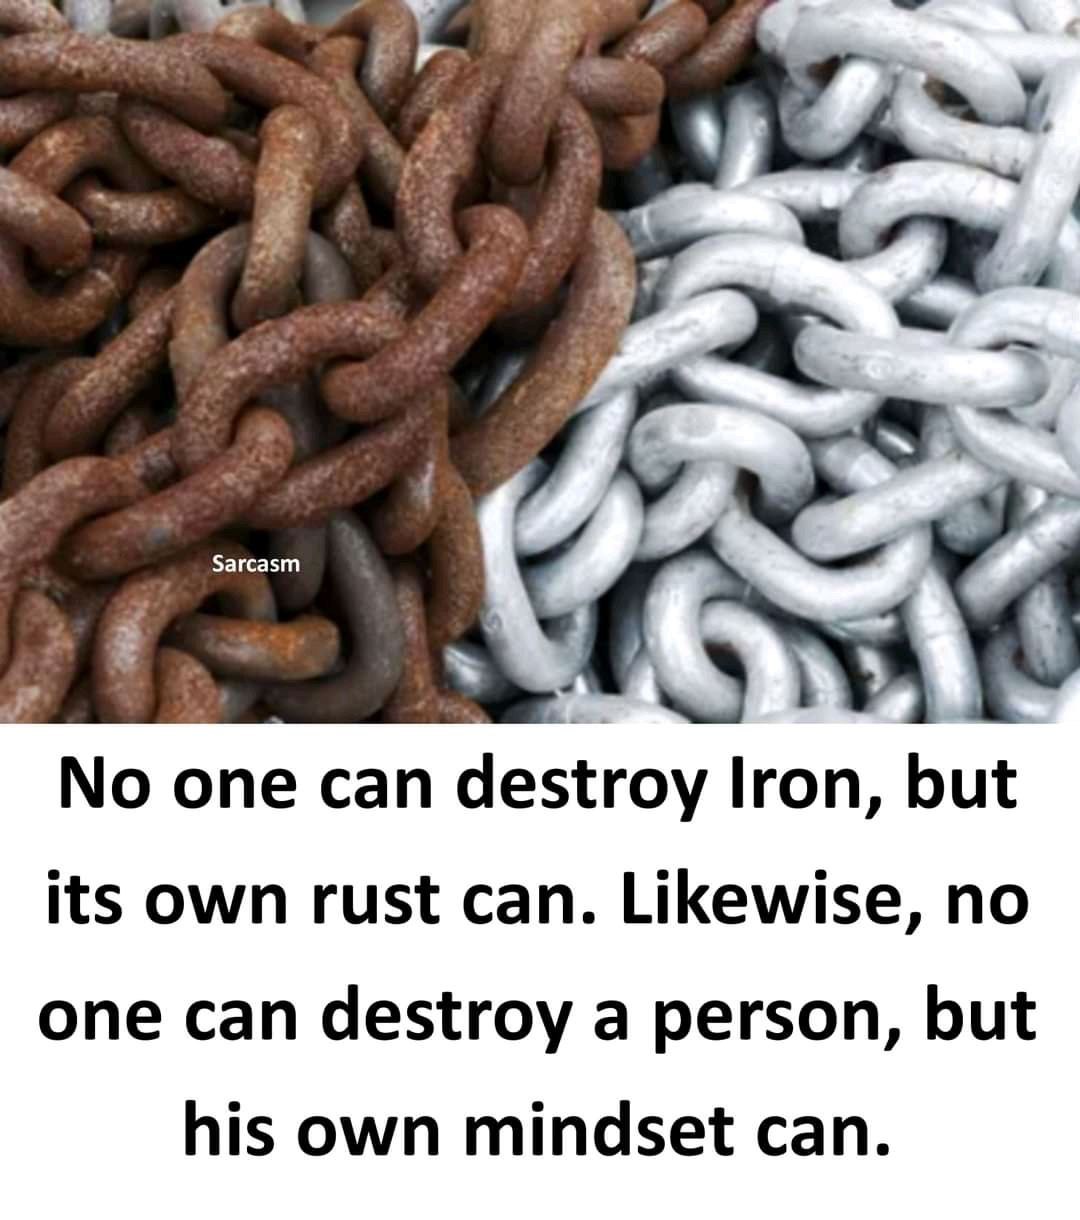 Sarcasm
No one can destroy Iron, but
its own rust can. Likewise, no
one can destroy a person, but
his own mindset can.